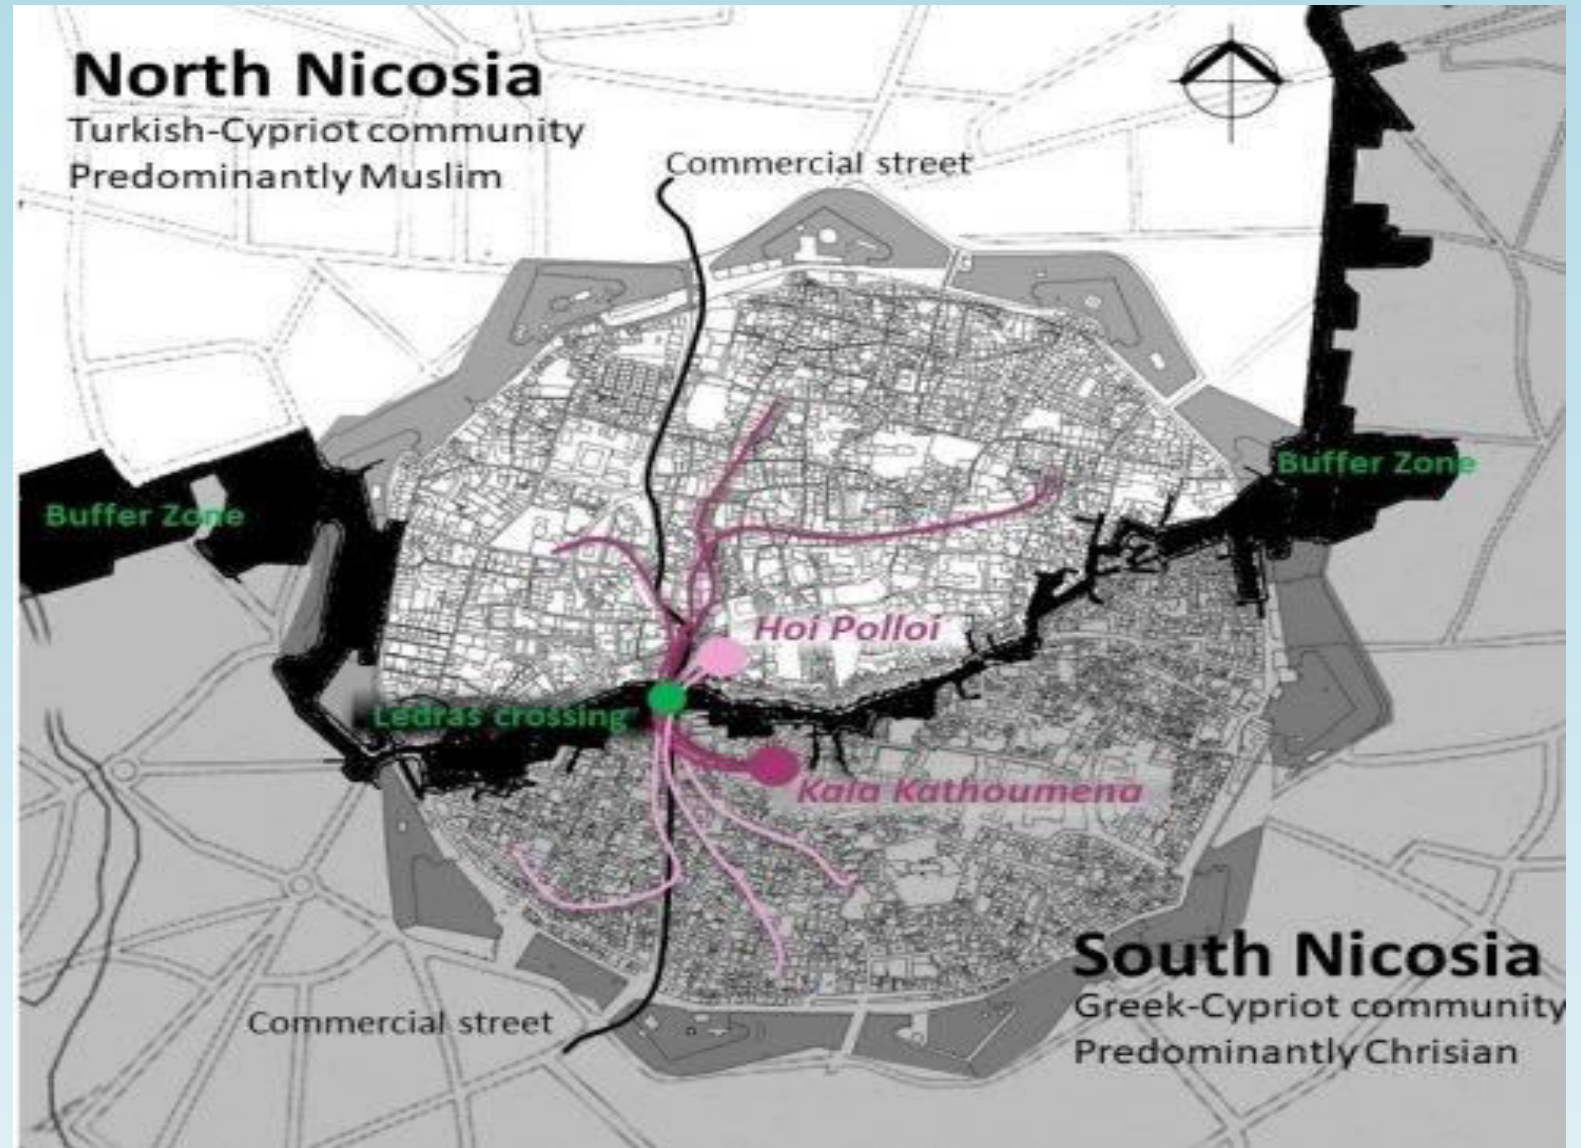 North Nicosia
Turkish-Cypriot community
Predominantly Muslim
Commercial street
Buffer Zone
Buffer Zone
Hoi Polloi
Ledras crossing
Kala Kathoumena
South Nicosia
Greek-Cypriot community
Predominantly Chrisian
Commercial street